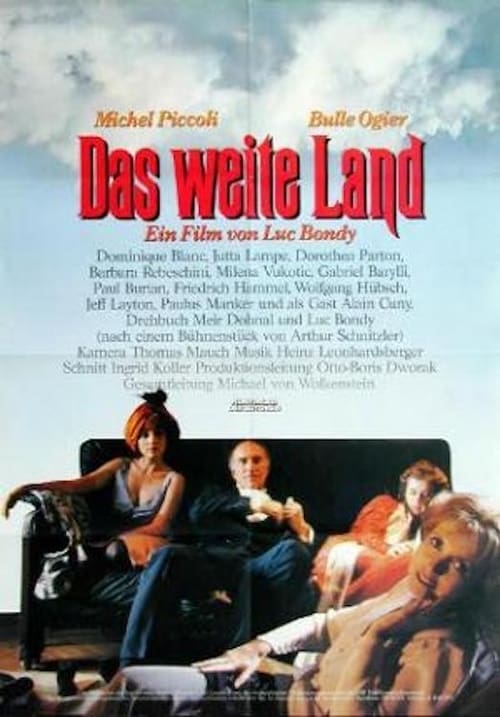 Michel Piccoli Bulle Ogier
Das weite Land
Ein Film von Luc Bondy
Dominique Blanc, Jutta Lampe, Dorothea Parton,
Barbara Rebeschini, Milena Vukotic, Gabriel Barylli,
Paul Burian, Friedrich Hammel, Wolfgang Hübsch,
Jeff Layton, Paulus Manker und als Gast Alain Cuny.
Drehbuch Meir Dohnal und Luc Bondy
(nach einem Bühnenstück von Arthur Schnitzler)
Kamera Thomas Mauch Musik Heinz Leonhardsberger
Schnitt Ingrid Koller Produktionsleitung Otto-Boris Dworak
Gesamtleitung Michael von Wolkenstein